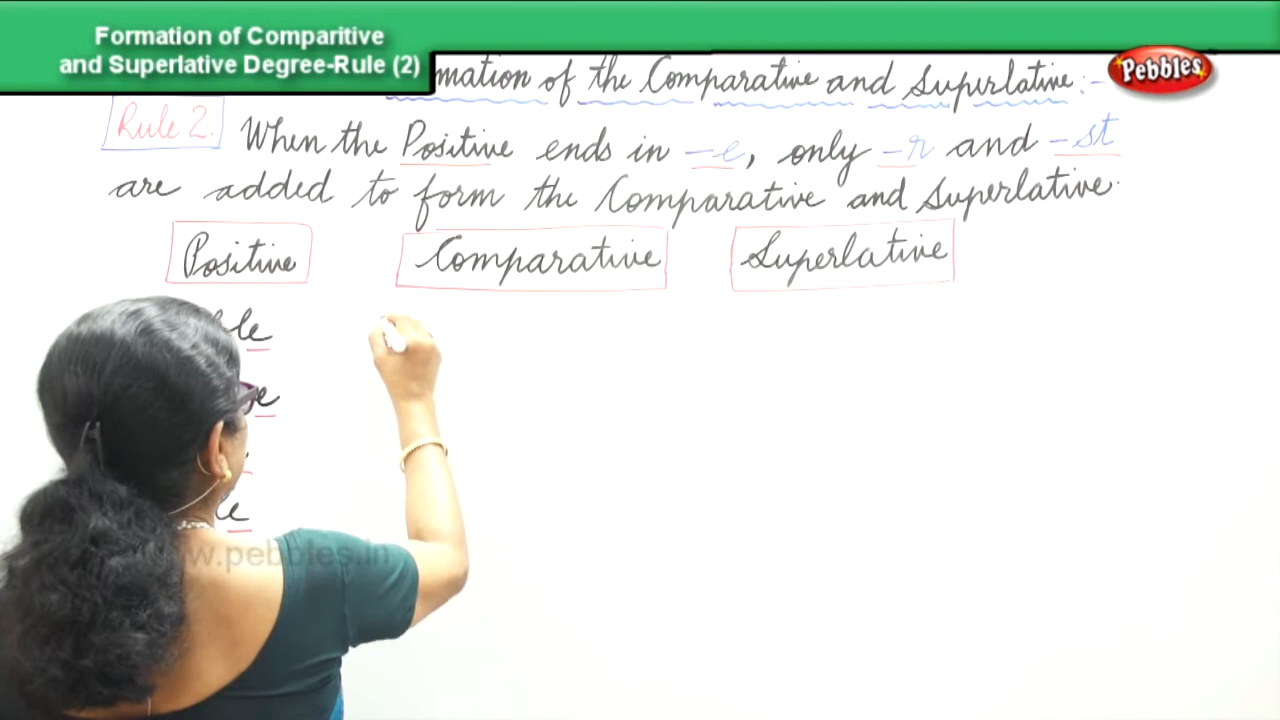 Formation of Comparitive
and Superlative Degree-Rule (2)
mation of the Comparative and Superlative:-
Pebbles
Rule 2. When the Positive ends in -e, only -r and -st
are added to form the Comparative and Superlative.
Positive Comparative Superlative
www.pebbles.in